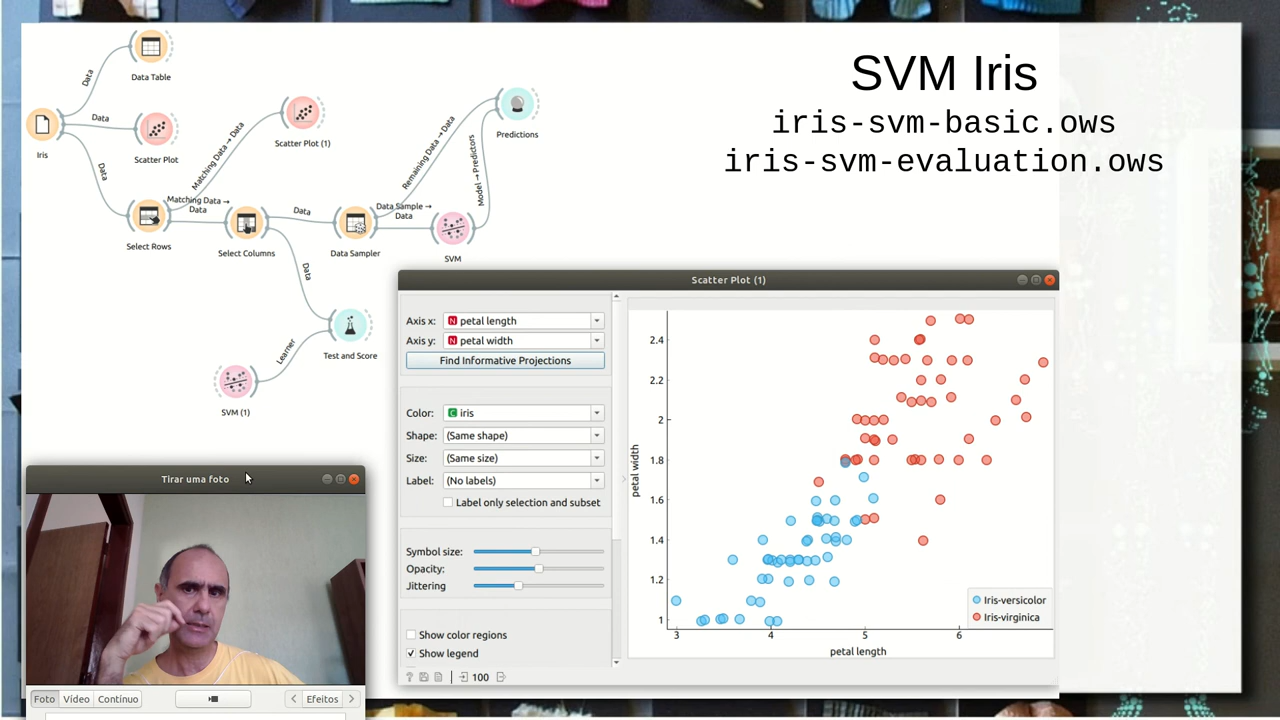 SVM Iris
iris-svm-basic.ows
iris-svm-evaluation.ows
Data Table
Data
Iris
Data
Scatter Plot
Data
Scatter Plot (1)
Matching Data → Data
Matching Data →
Data
Select Rows
Select Columns
Data
Data Sampler
Data Sample →
Data
SVM
Remaining Data → Data
Model → Predictors
Predictions
Data
Test and Score
Learner
SVM (1)
Scatter Plot (1)
Axis x:
N petal length
Axis y:
N petal width
Find Informative Projections
Color:
C iris
Shape:
(Same shape)
Size:
(Same size)
Label:
(No labels)
Label only selection and subset
Symbol size:
Opacity:
Jittering
Show color regions
Show legend
? 100
petal width
2.4
2.2
2
1.8
1.6
1.4
1.2
1
3
4
5
6
petal length
Iris-versicolor
Iris-virginica
Tirar uma foto
Foto
Vídeo
Contínuo
Efeitos